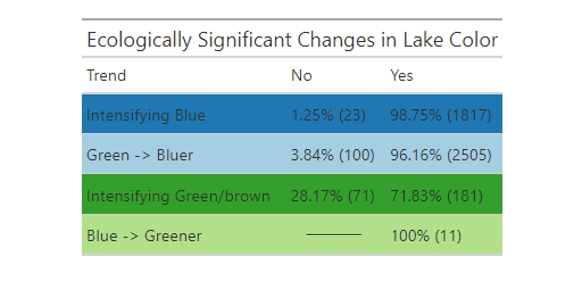 Ecologically Significant Changes in Lake Color
Trend No Yes
Intensifying Blue 1.25% (23) 98.75% (1817)
Green -> Bluer 3.84% (100) 96.16% (2505)
Intensifying Green/brown 28.17% (71) 71.83% (181)
Blue -> Greener 100% (11)